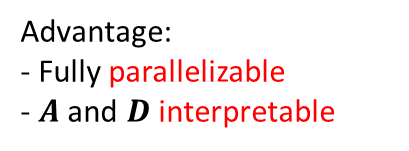 Advantage:
- Fully parallelizable
- A and D interpretable